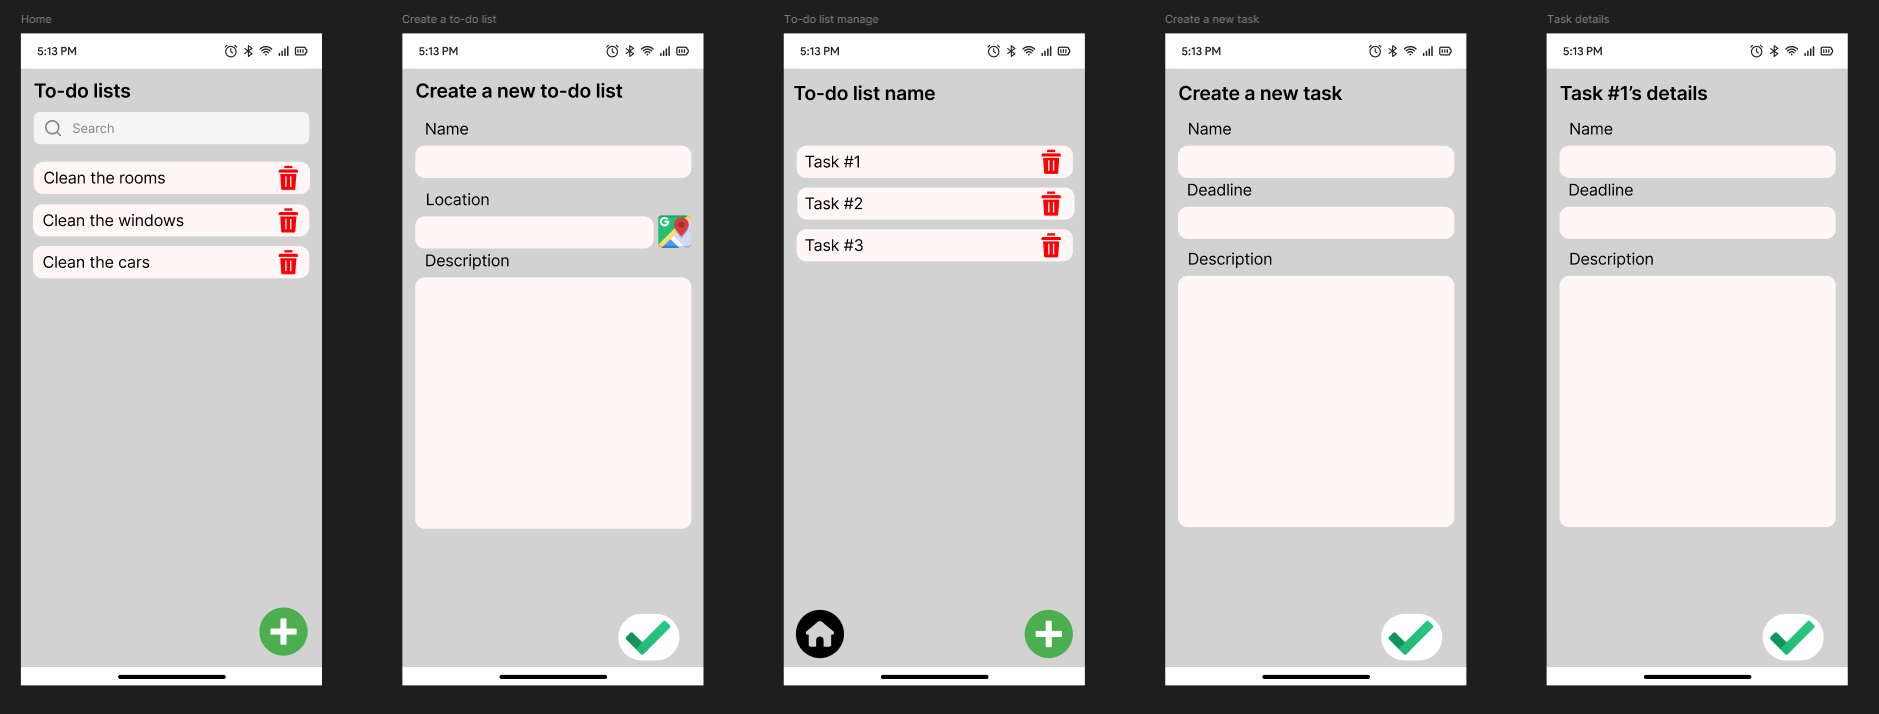 Home
5:13 PM
To-do lists
Search
Clean the rooms
Clean the windows
Clean the cars
Create a to-do list
5:13 PM
Create a new to-do list
Name
Location
G
Description
To-do list manage
5:13 PM
To-do list name
Task #1
Task #2
Task #3
Create a new task
5:13 PM
Create a new task
Name
Deadline
Description
Task details
5:13 PM
Task #1’s details
Name
Deadline
Description